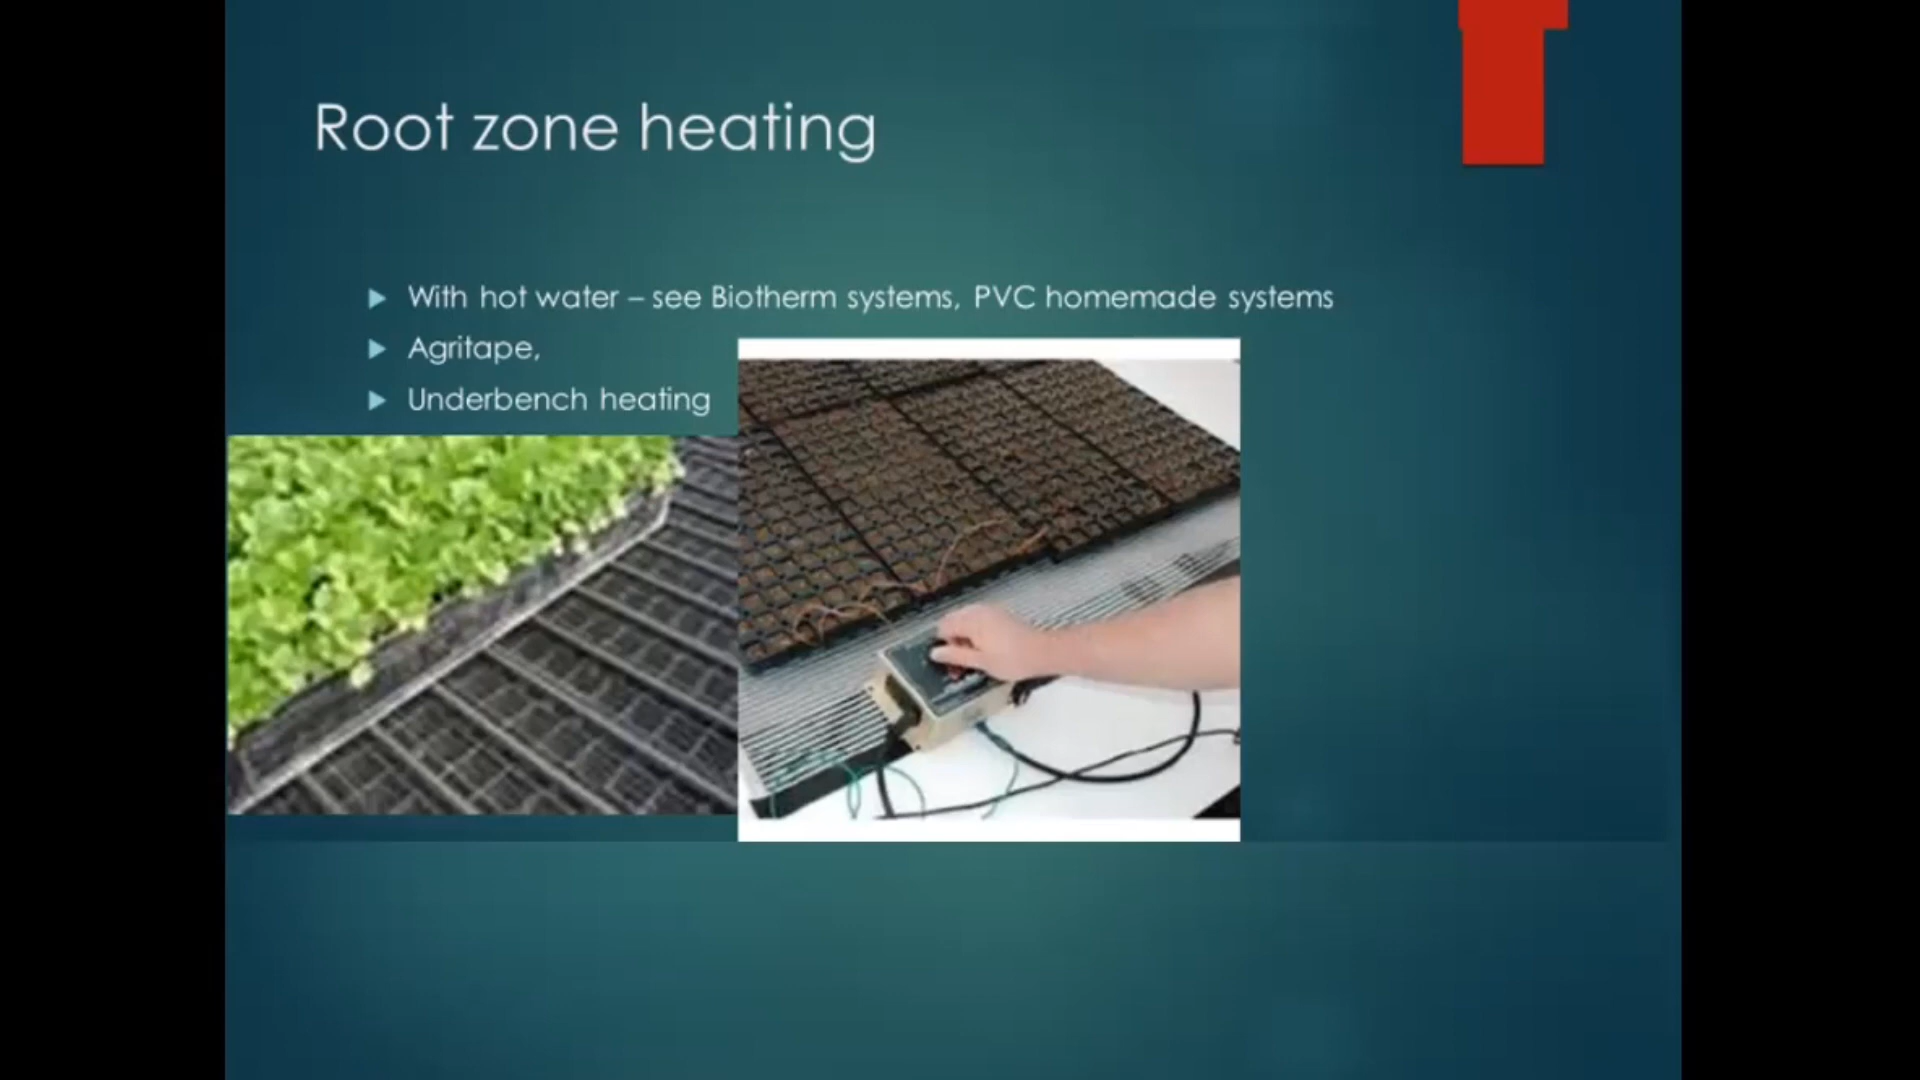 Root zone heating
With hot water – see Biotherm systems, PVC homemade systems
Agritape,
Underbench heating